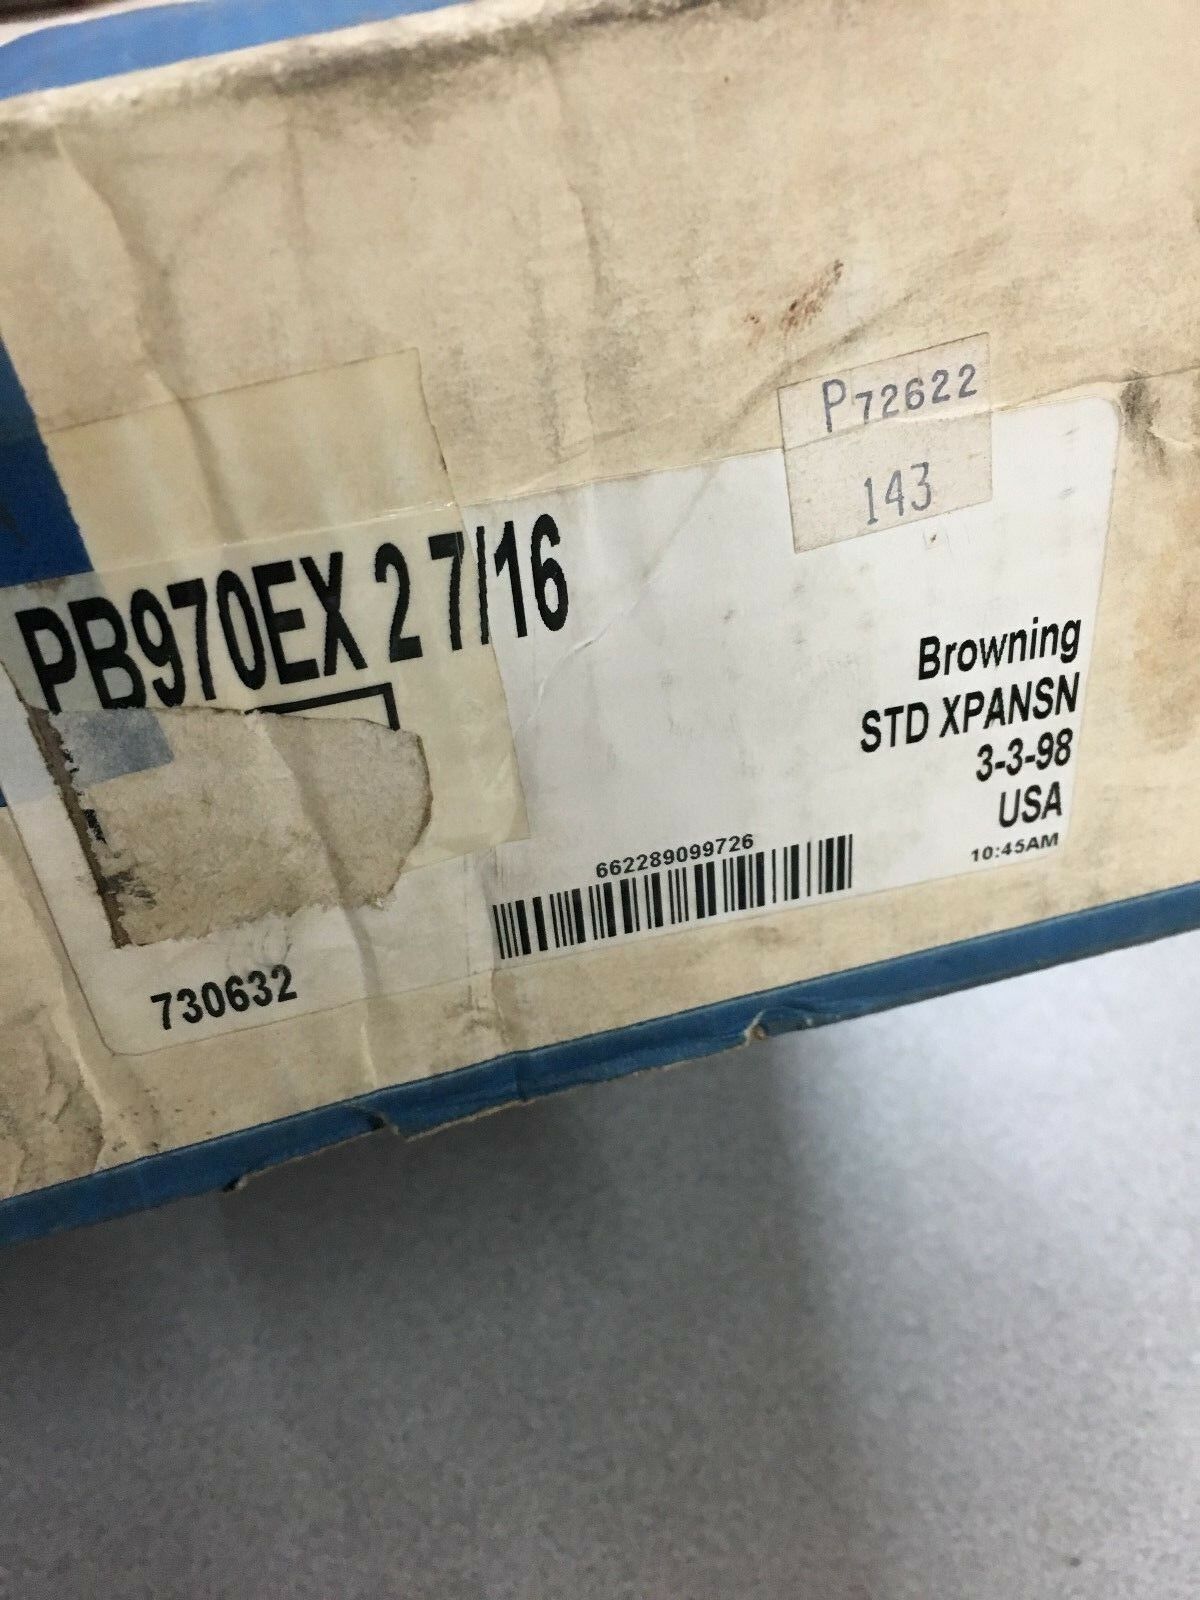 P72622
143
PB970EX 2 7/16
Browning
STD XPANSN
3-3-98
USA
10:45AM
662289099726
730632